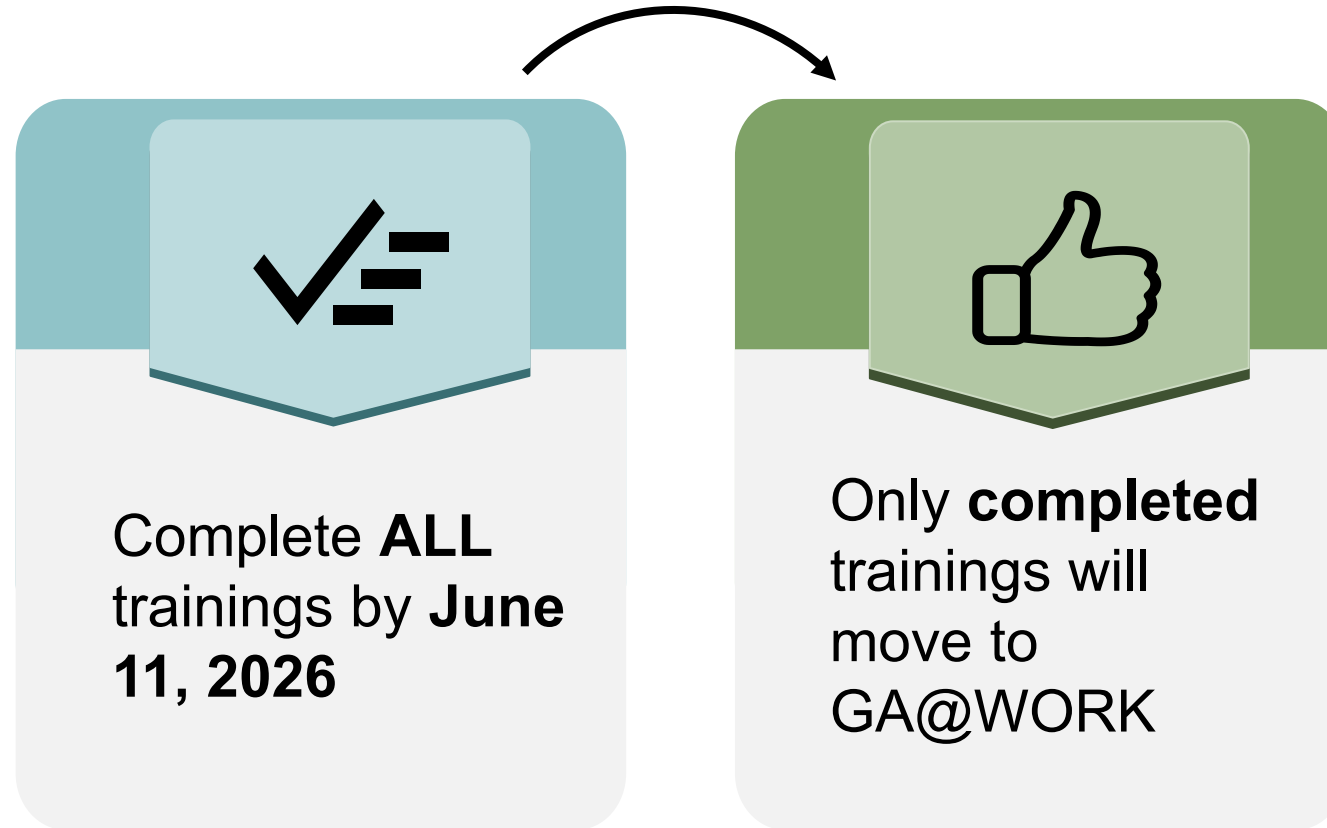 Complete ALL
trainings by June
11, 2026
Only completed
trainings will
move to
GA@WORK